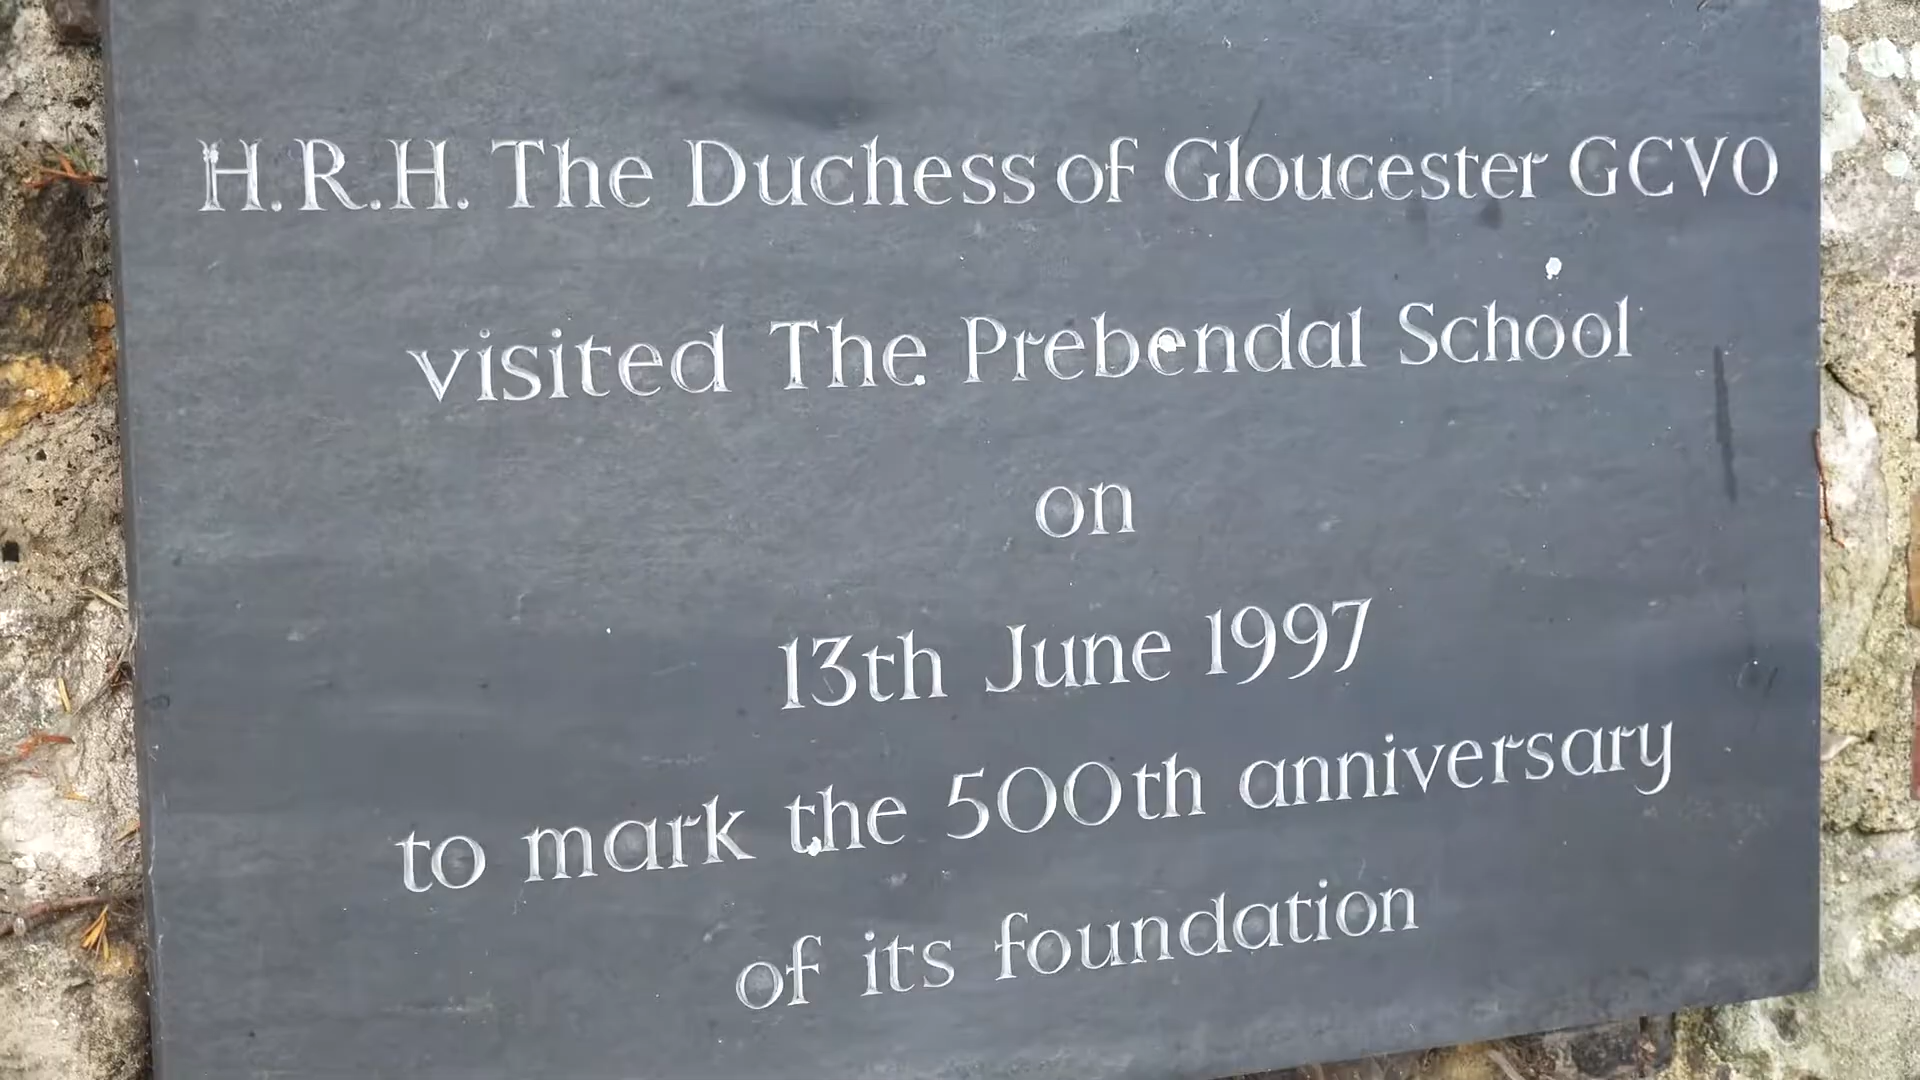 H.R.H. The Duchess of Gloucester GCVO
visited The Prebendal School
on
13th June 1997
to mark the 500th anniversary
of its foundation